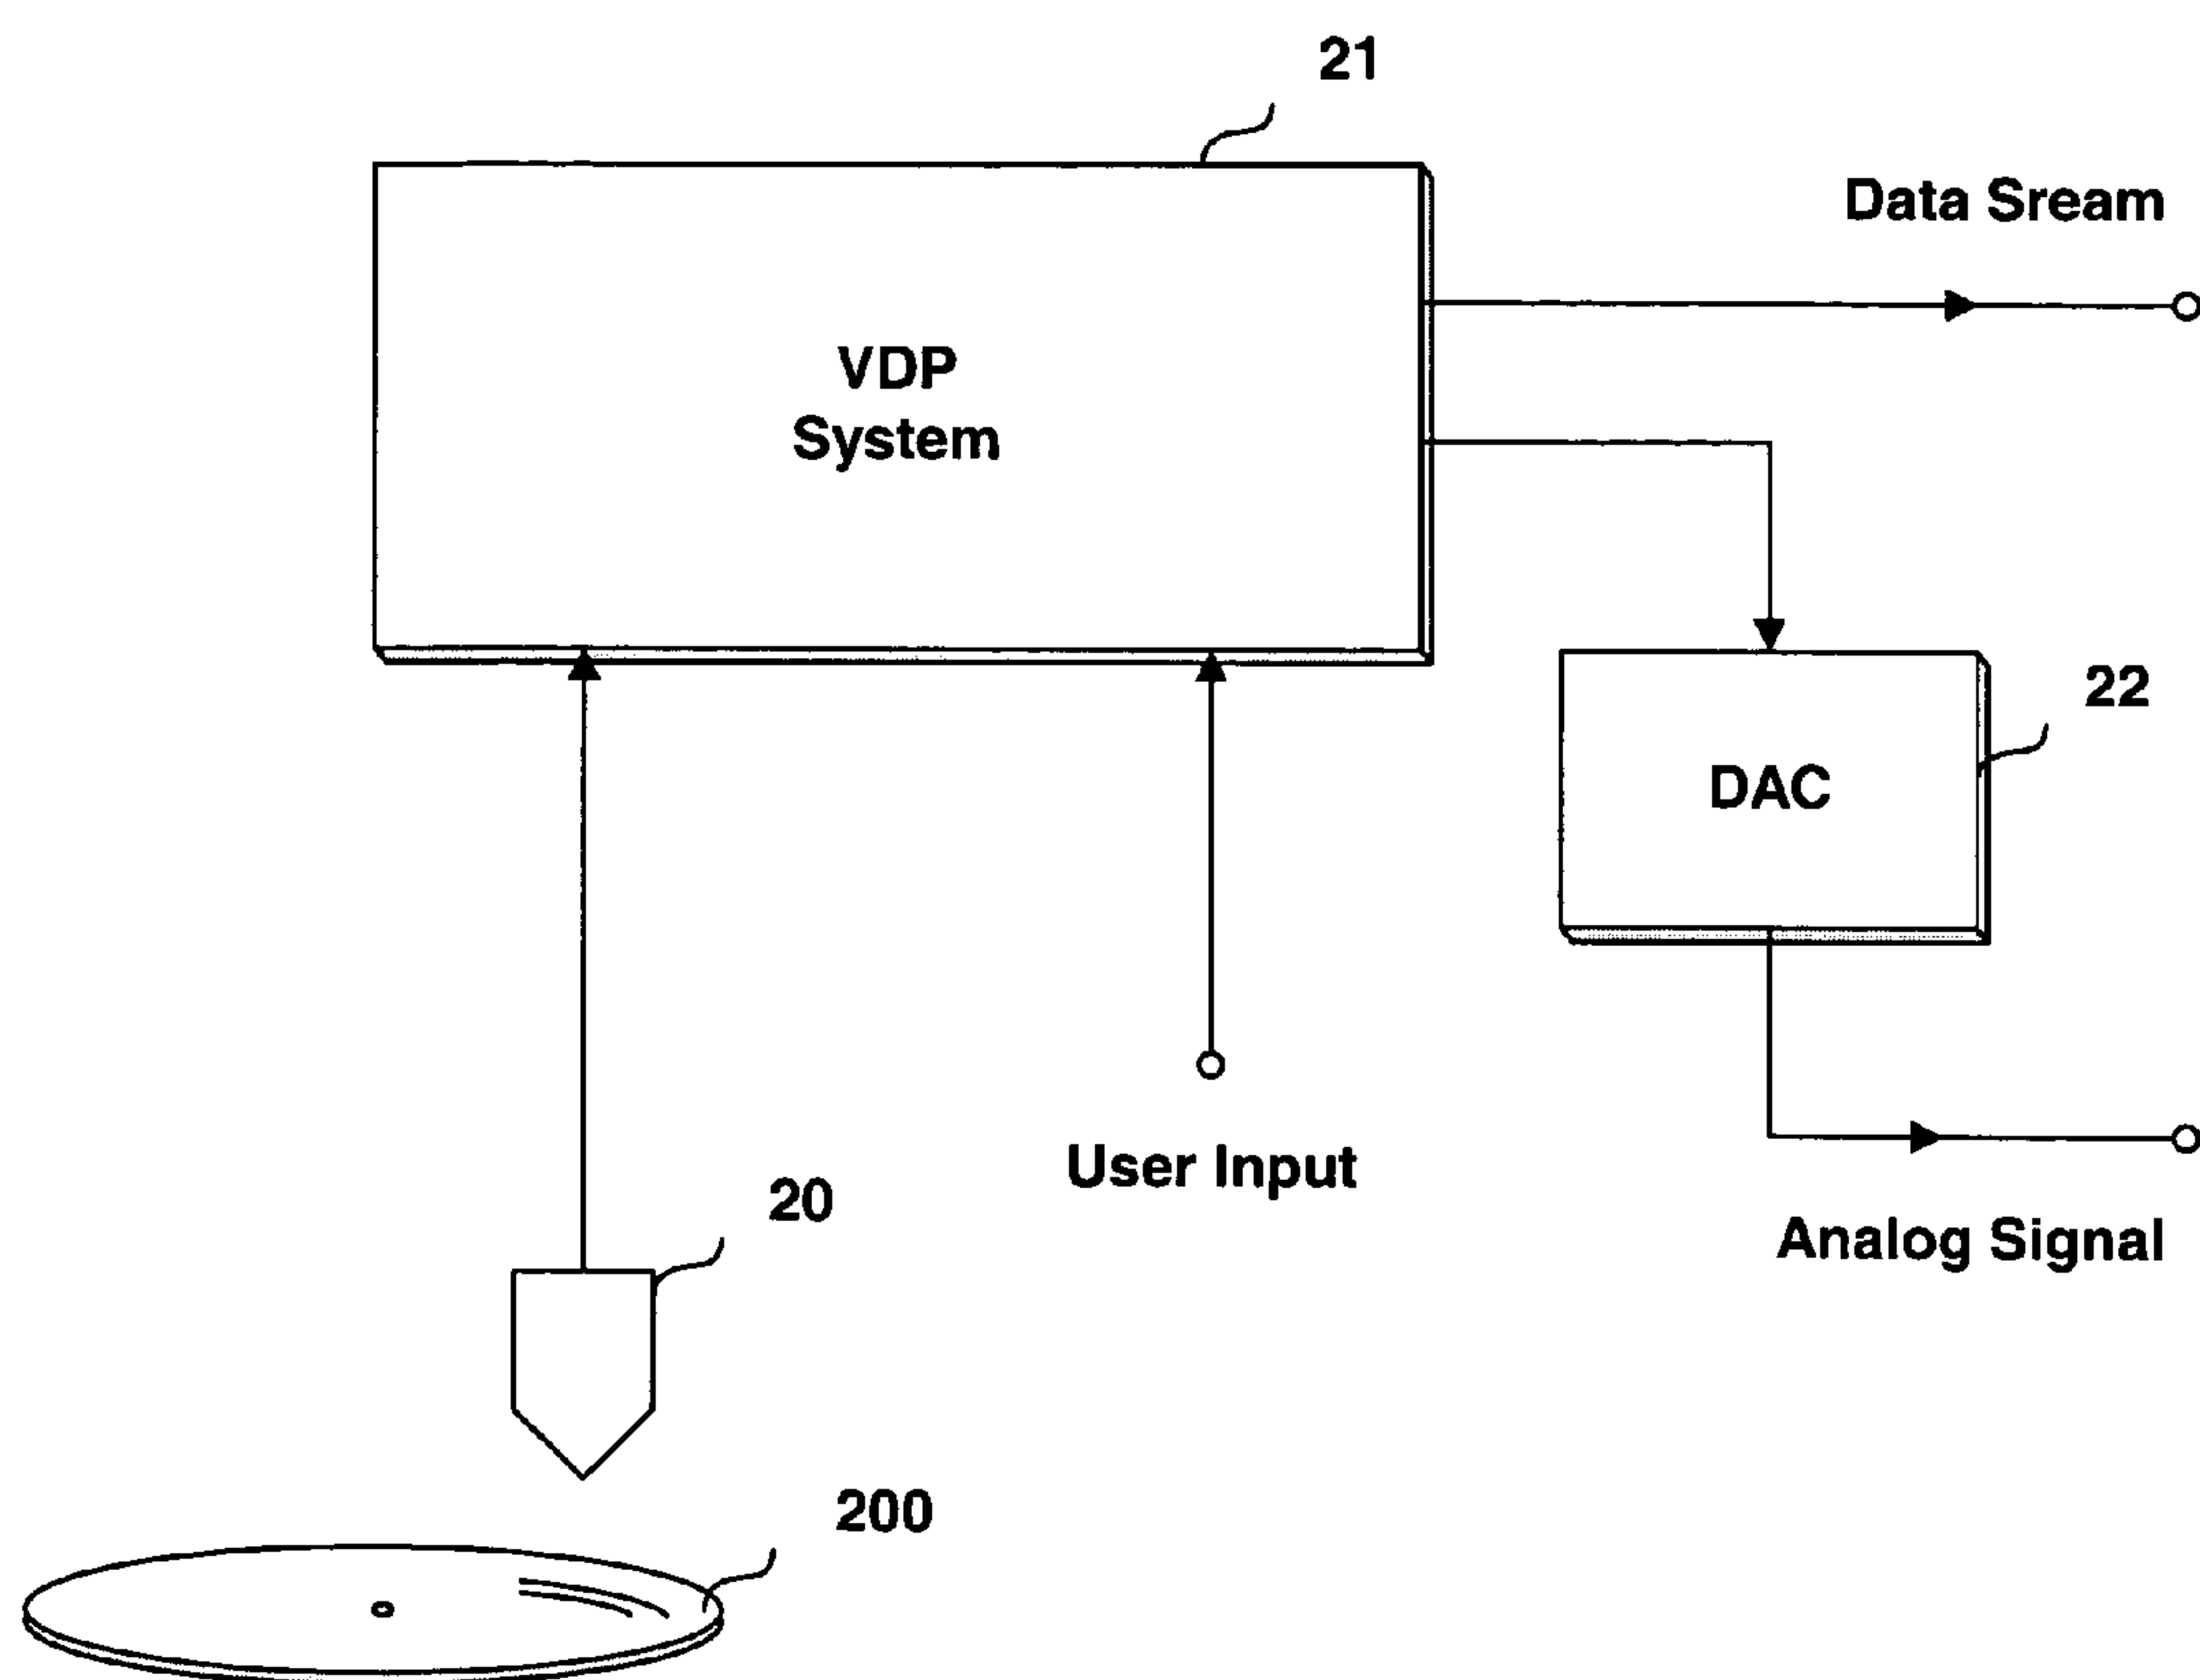 21
Data Sream
VDP
System
22
DAC
User Input
20
Analog Signal
200